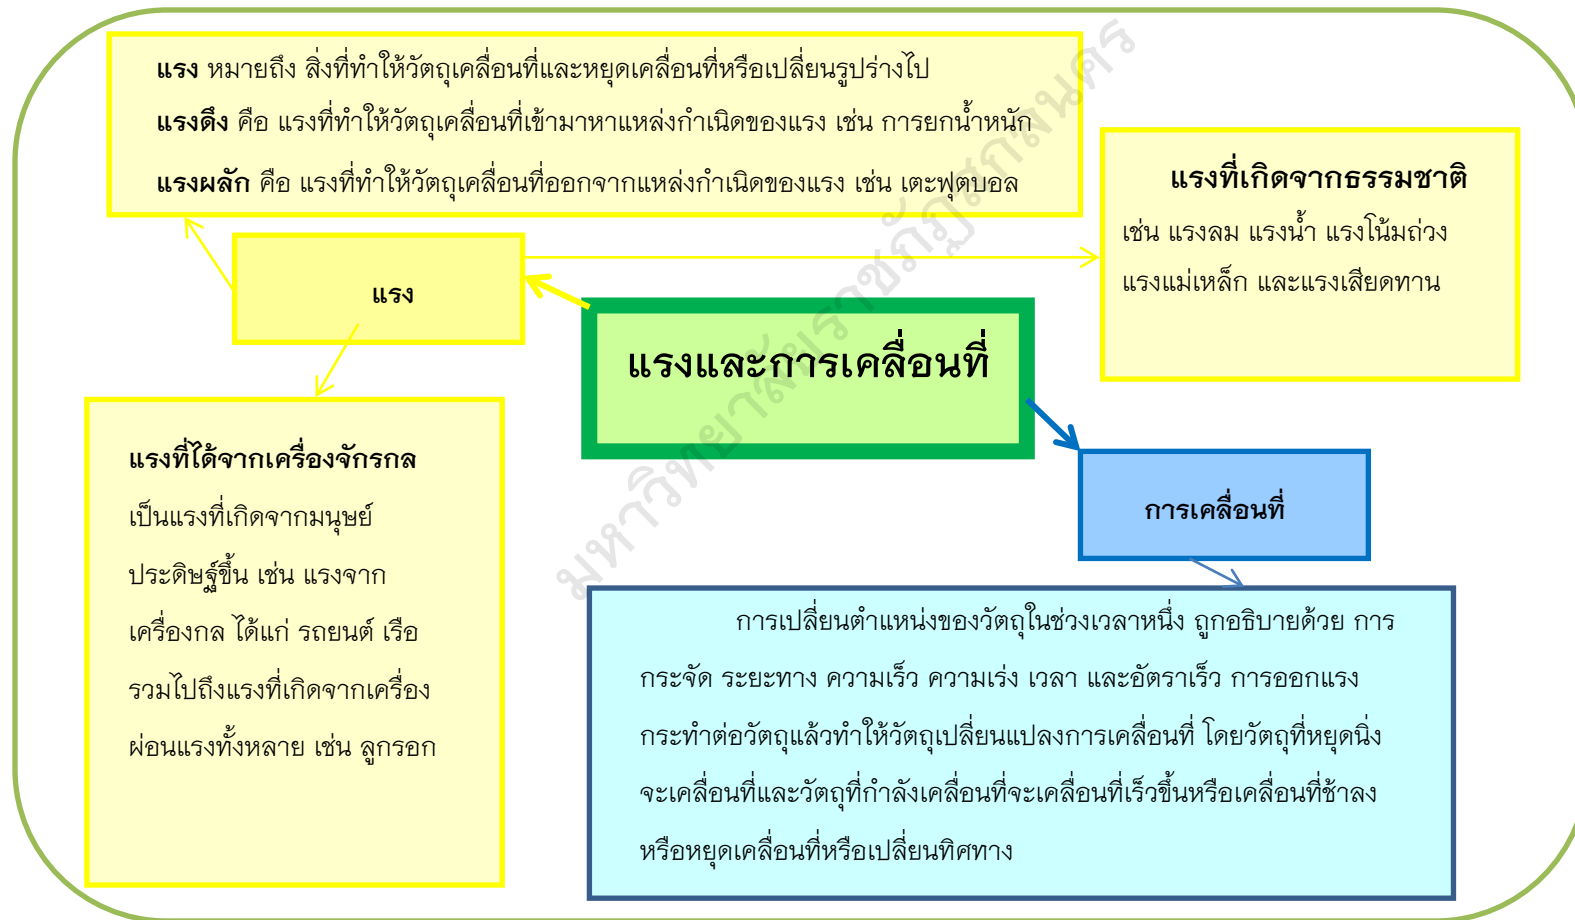 แรง หมายถึง สิ่งที่ทำให้วัตถุเคลื่อนที่และหยุดเคลื่อนที่หรือเปลี่ยนรูปร่างไป
แรงดึง คือ แรงที่ทำให้วัตถุเคลื่อนที่เข้ามาหาแหล่งกำเนิดของแรง เช่น การยกน้ำหนัก
แรงผลัก คือ แรงที่ทำให้วัตถุเคลื่อนที่ออกจากแหล่งกำเนิดของแรง เช่น เตะฟุตบอล
แรงที่เกิดจากธรรมชาติ
เช่น แรงลม แรงน้ำ แรงโน้มถ่วง
แรงแม่เหล็ก และแรงเสียดทาน
แรง
แรงและการเคลื่อนที่
แรงที่ได้จากเครื่องจักรกล
เป็นแรงที่เกิดจากมนุษย์
ประดิษฐ์ขึ้น เช่น แรงจาก
เครื่องกล ได้แก่ รถยนต์ เรือ
รวมไปถึงแรงที่เกิดจากเครื่อง
ผ่อนแรงทั้งหลาย เช่น ลูกรอก
การเคลื่อนที่
การเปลี่ยนตำแหน่งของวัตถุในช่วงเวลาหนึ่ง ถูกอธิบายด้วย การ
กระจัด ระยะทาง ความเร็ว ความเร่ง เวลา และอัตราเร็ว การออกแรง
กระทำต่อวัตถุแล้วทำให้วัตถุเปลี่ยนแปลงการเคลื่อนที่ โดยวัตถุที่หยุดนิ่ง
จะเคลื่อนที่และวัตถุที่กำลังเคลื่อนที่จะเคลื่อนที่เร็วขึ้นหรือเคลื่อนที่ช้าลง
หรือหยุดเคลื่อนที่หรือเปลี่ยนทิศทาง
มหาวิทยาลัยราชภัฏสกลนคร